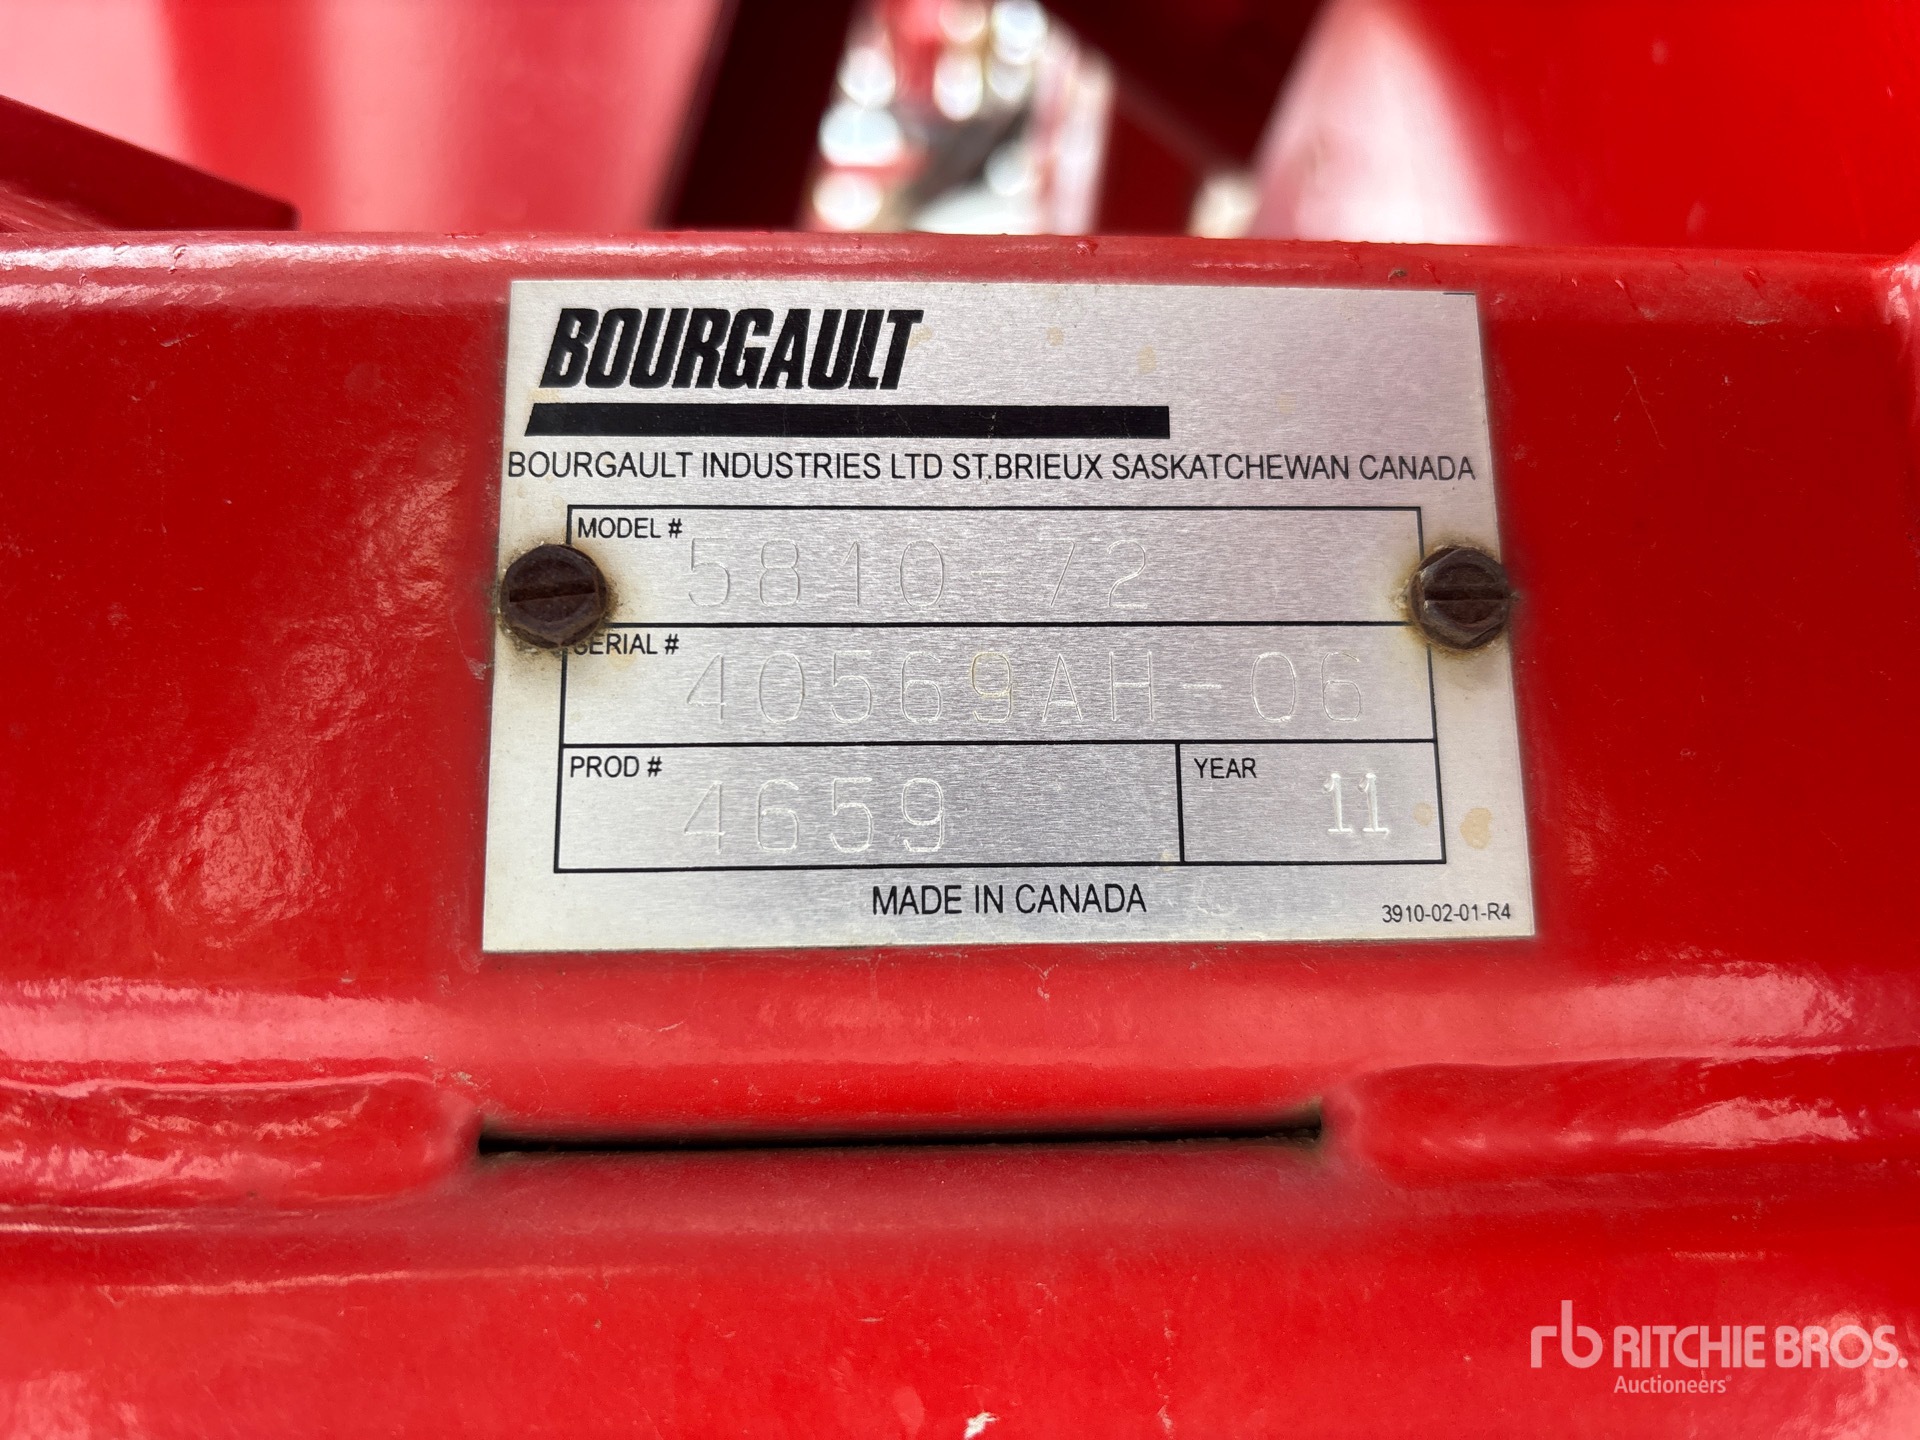 BOURGAULT
BOURGAULT INDUSTRIES LTD ST.BRIEUX SASKATCHEWAN CANADA
MODEL #
5810-72
SERIAL #
40569AH-06
PROD #
4659
YEAR
11
MADE IN CANADA
3910-02-01-R4
rb RITCHIE BROS.
Auctioneers